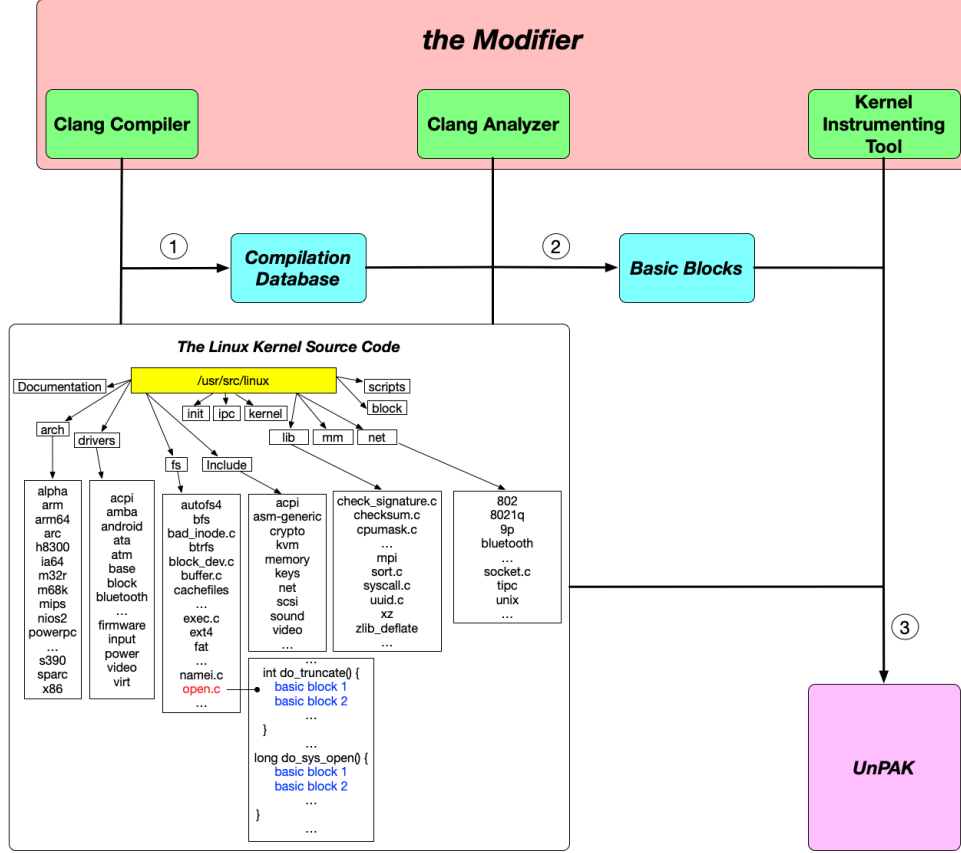 the Modifier
Clang Compiler
Clang Analyzer
Kernel
Instrumenting
Tool
1
Compilation
Database
2
Basic Blocks
The Linux Kernel Source Code
/usr/src/linux
Documentation
scripts
block
init
ipc
kernel
arch
drivers
lib
mm
net
fs
Include
alpha
arm
arm64
arc
h8300
ia64
m32r
m68k
mips
nios2
powerpc
...
s390
sparc
x86
acpi
amba
android
ata
atm
base
block
bluetooth
...
firmware
input
power
video
virt
autofs4
bfs
bad_inode.c
btrfs
block_dev.c
buffer.c
cachefiles
...
exec.c
ext4
fat
...
namei.c
open.c
...
acpi
asm-generic
crypto
kvm
memory
keys
net
scsi
sound
video
...
check_signature.c
checksum.c
cpumask.c
...
mpi
sort.c
syscall.c
uuid.c
xz
zlib_deflate
...
802
8021q
9p
bluetooth
...
socket.c
tipc
unix
...
...
int do_truncate() {
basic block 1
basic block 2
...
}
...
long do_sys_open() {
basic block 1
basic block 2
...
}
...
3
UnPAK